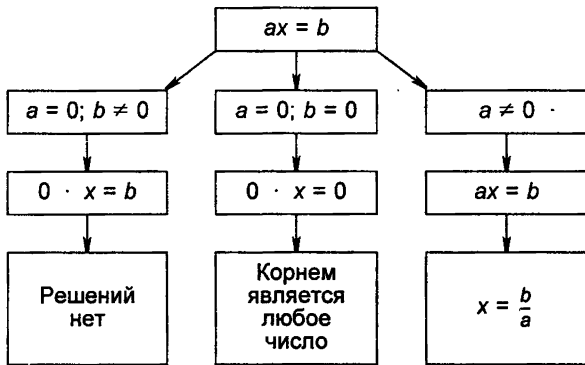 ax = b
a = 0; b ≠ 0
a = 0; b = 0
a ≠ 0
0 · x = b
0 · x = 0
ax = b
Решений
нет
Корнем
является
любое
число
x = b/a